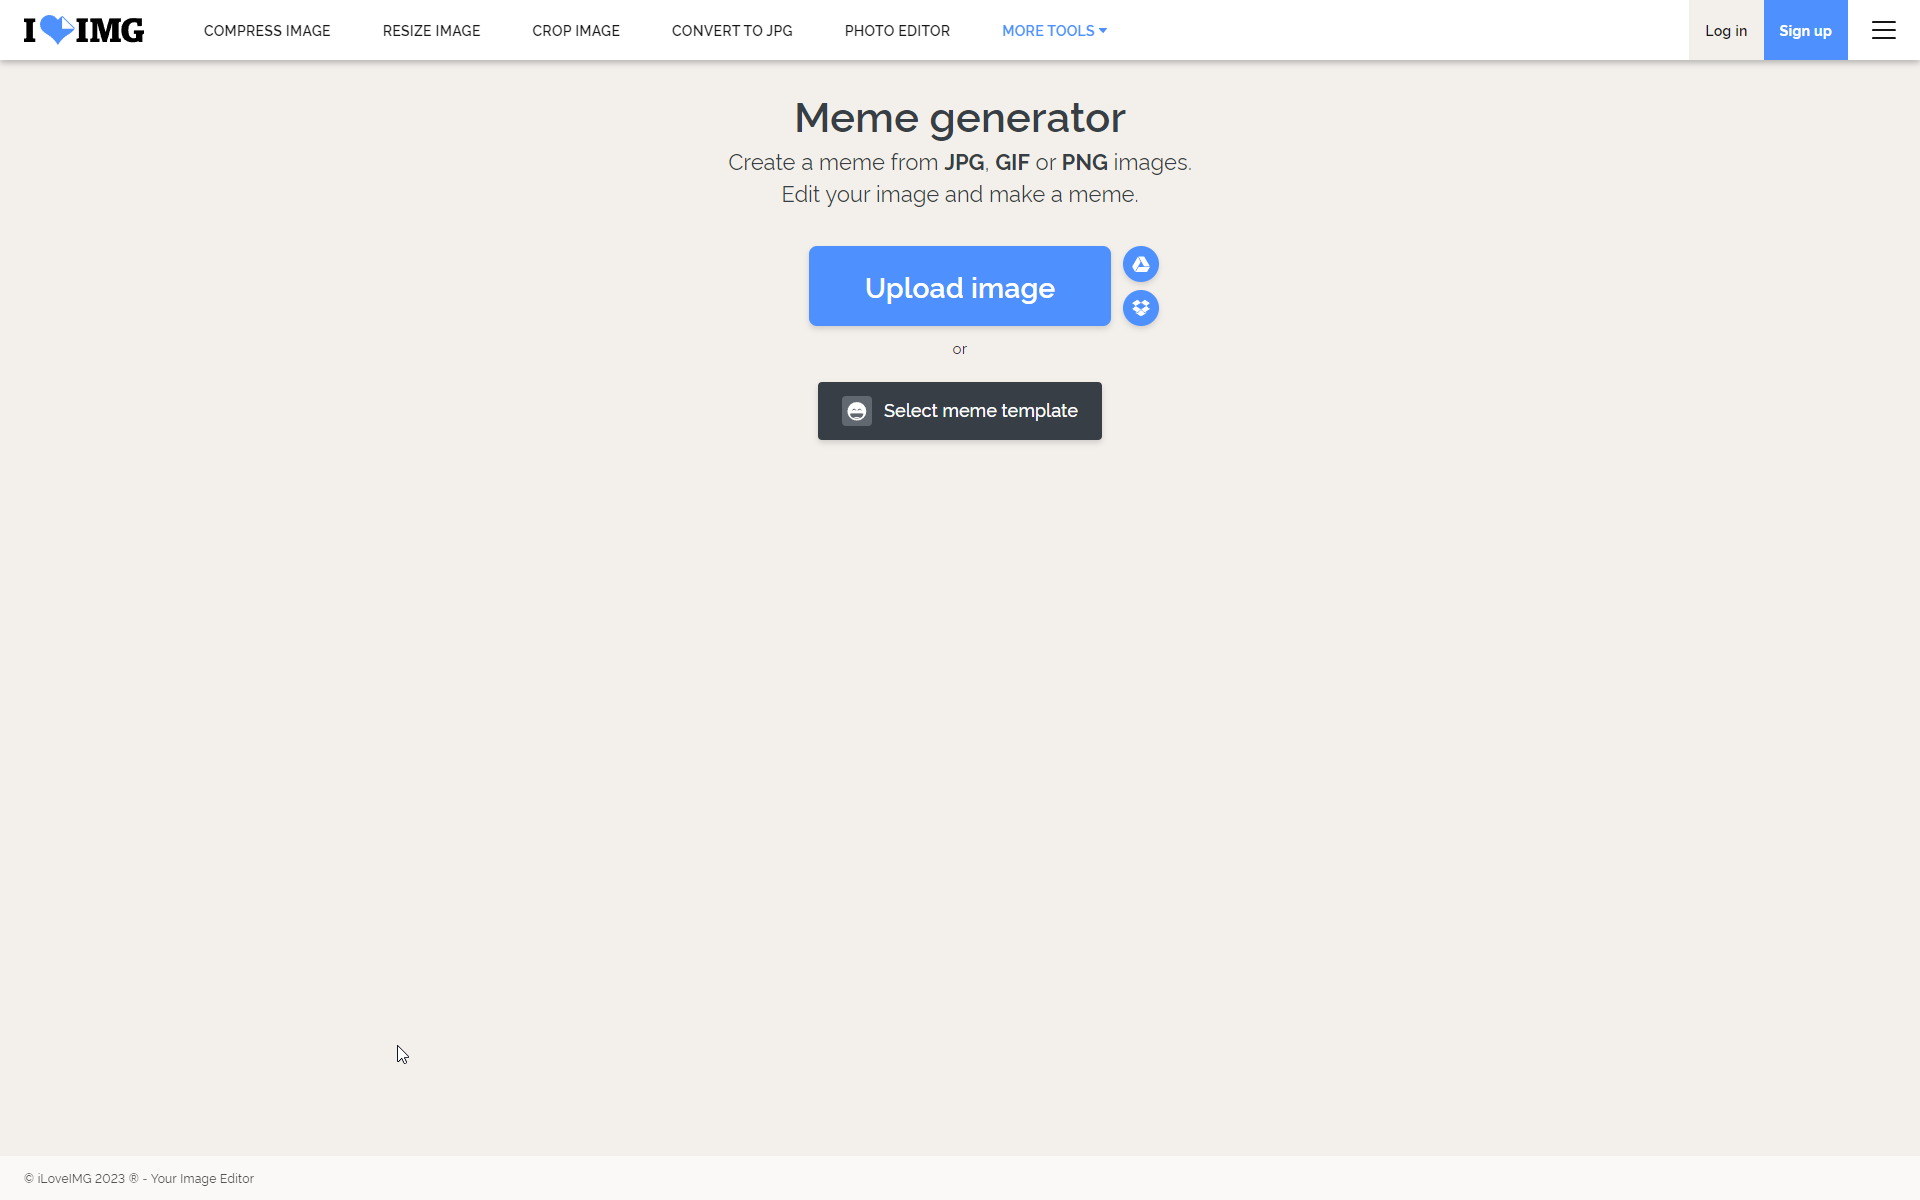 I IMG
COMPRESS IMAGE
RESIZE IMAGE
CROP IMAGE
CONVERT TO JPG
PHOTO EDITOR
MORE TOOLS
Log in
Sign up
Meme generator
Create a meme from JPG, GIF or PNG images.
Edit your image and make a meme.
Upload image
or
Select meme template
© iLoveIMG 2023 ® - Your Image Editor